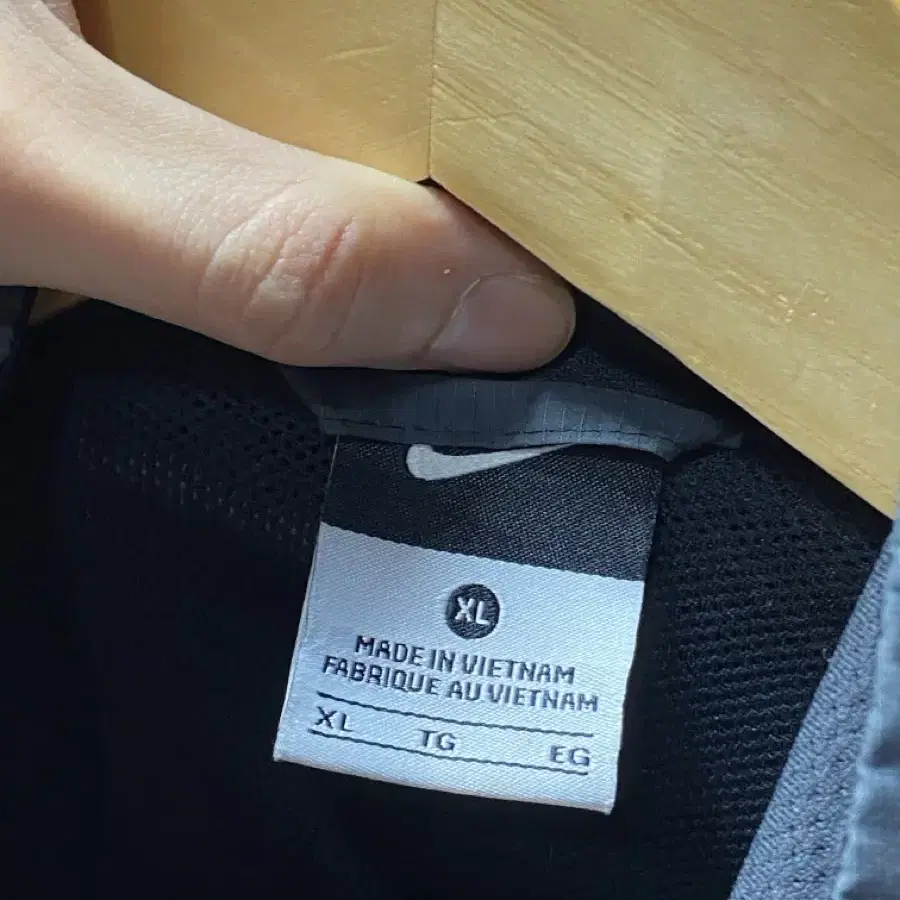 XL
MADE IN VIETNAM
FABRIQUE AU VIETNAM
XL TG EG